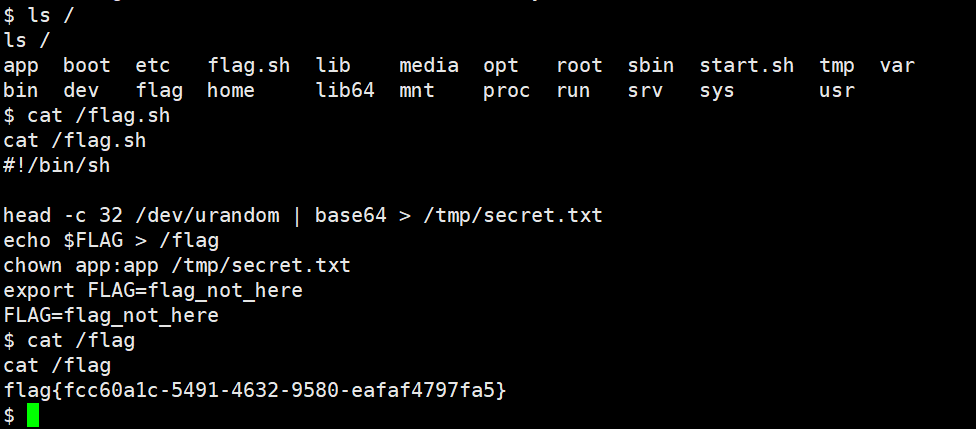 $ ls /
ls /
app  boot  etc   flag.sh  lib    media  opt   root  sbin  start.sh  tmp  var
bin  dev   flag  home     lib64  mnt    proc  run   srv   sys       usr
$ cat /flag.sh
cat /flag.sh
#!/bin/sh

head -c 32 /dev/urandom | base64 > /tmp/secret.txt
echo $FLAG > /flag
chown app:app /tmp/secret.txt
export FLAG=flag_not_here
FLAG=flag_not_here
$ cat /flag
cat /flag
flag{fcc60a1c-5491-4632-9580-eafaf4797fa5}
$